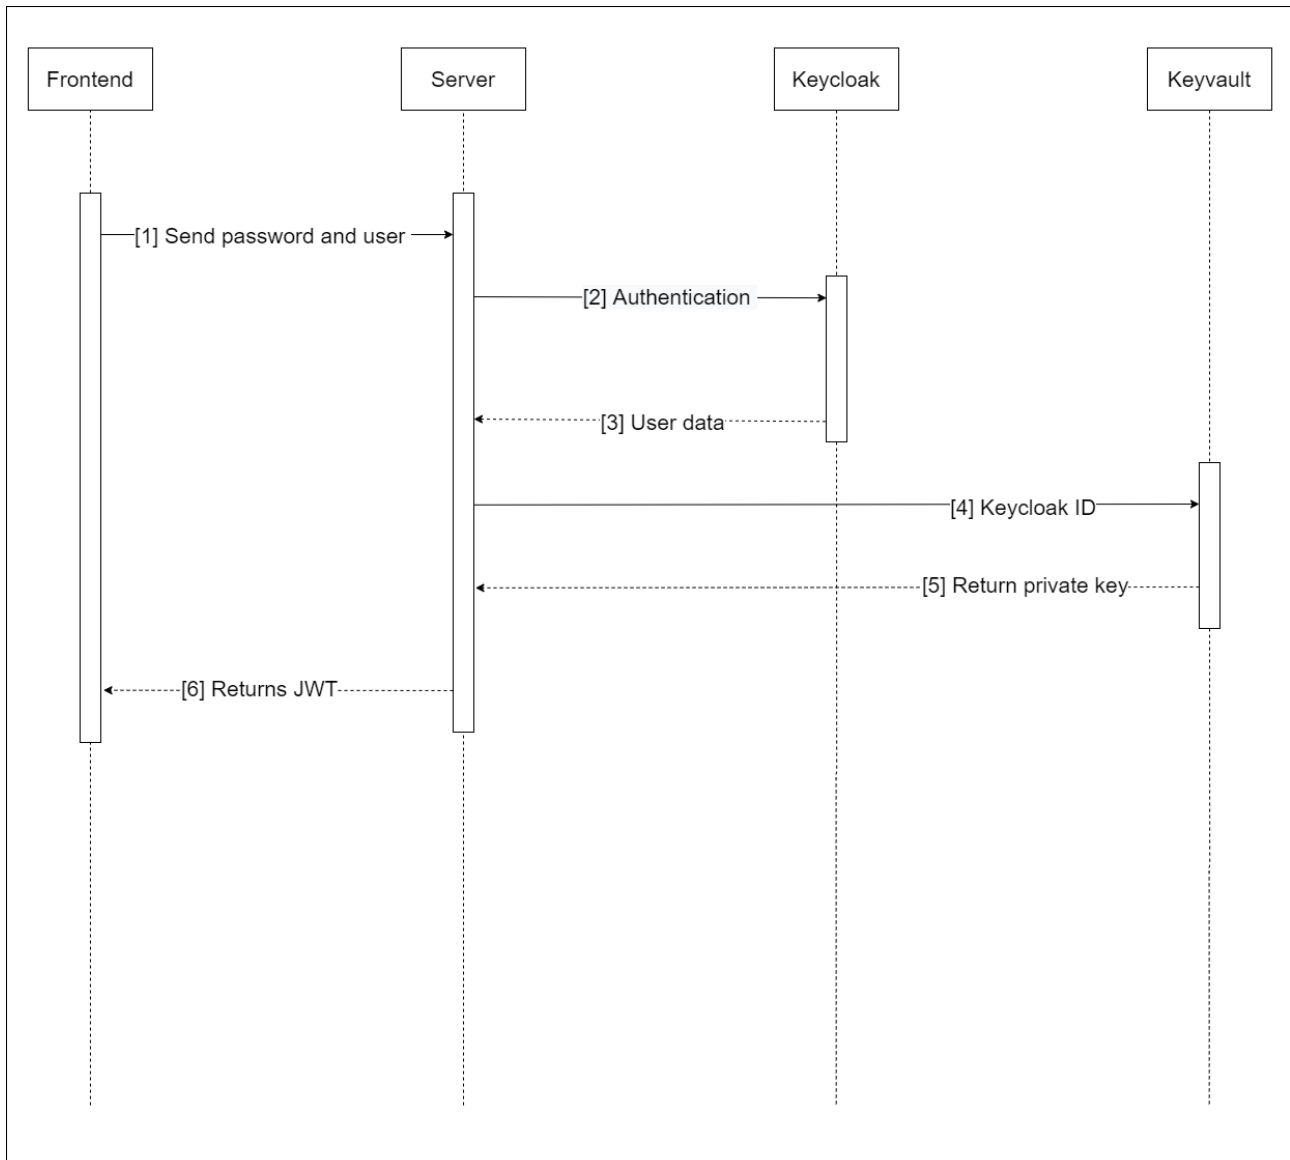 Frontend
Server
Keycloak
Keyvault
[1] Send password and user
[2] Authentication
[3] User data
[4] Keycloak ID
[5] Return private key
[6] Returns JWT